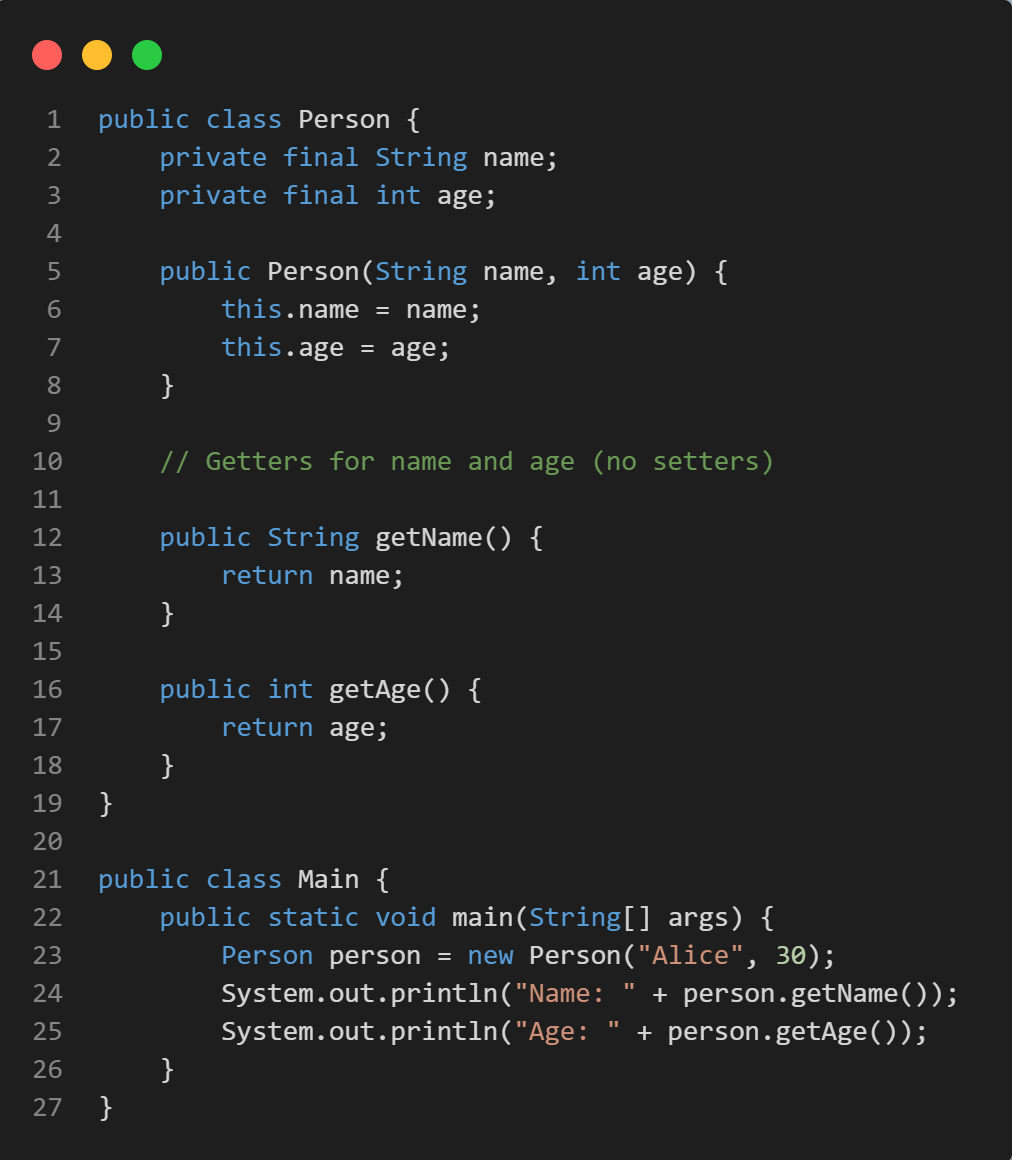 1 public class Person {
2     private final String name;
3     private final int age;
4
5     public Person(String name, int age) {
6         this.name = name;
7         this.age = age;
8     }
9
10     // Getters for name and age (no setters)
11
12     public String getName() {
13         return name;
14     }
15
16     public int getAge() {
17         return age;
18     }
19 }
20
21 public class Main {
22     public static void main(String[] args) {
23         Person person = new Person("Alice", 30);
24         System.out.println("Name: " + person.getName());
25         System.out.println("Age: " + person.getAge());
26     }
27 }